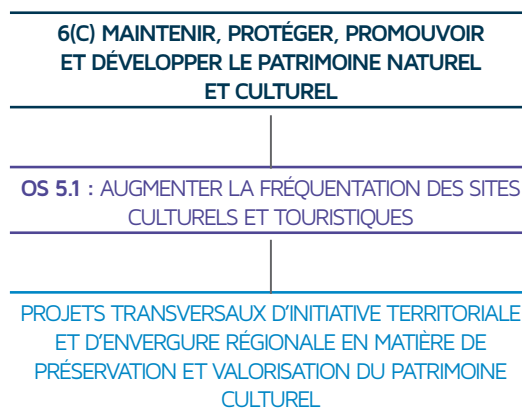 6(C) MAINTENIR, PROTÉGER, PROMOUVOIR
ET DÉVELOPPER LE PATRIMOINE NATUREL
ET CULTUREL
OS 5.1 : AUGMENTER LA FRÉQUENTATION DES SITES
CULTURELS ET TOURISTIQUES
PROJETS TRANSVERSAUX D'INITIATIVE TERRITORIALE
ET D'ENVERGURE RÉGIONALE EN MATIÈRE DE
PRÉSERVATION ET VALORISATION DU PATRIMOINE
CULTUREL